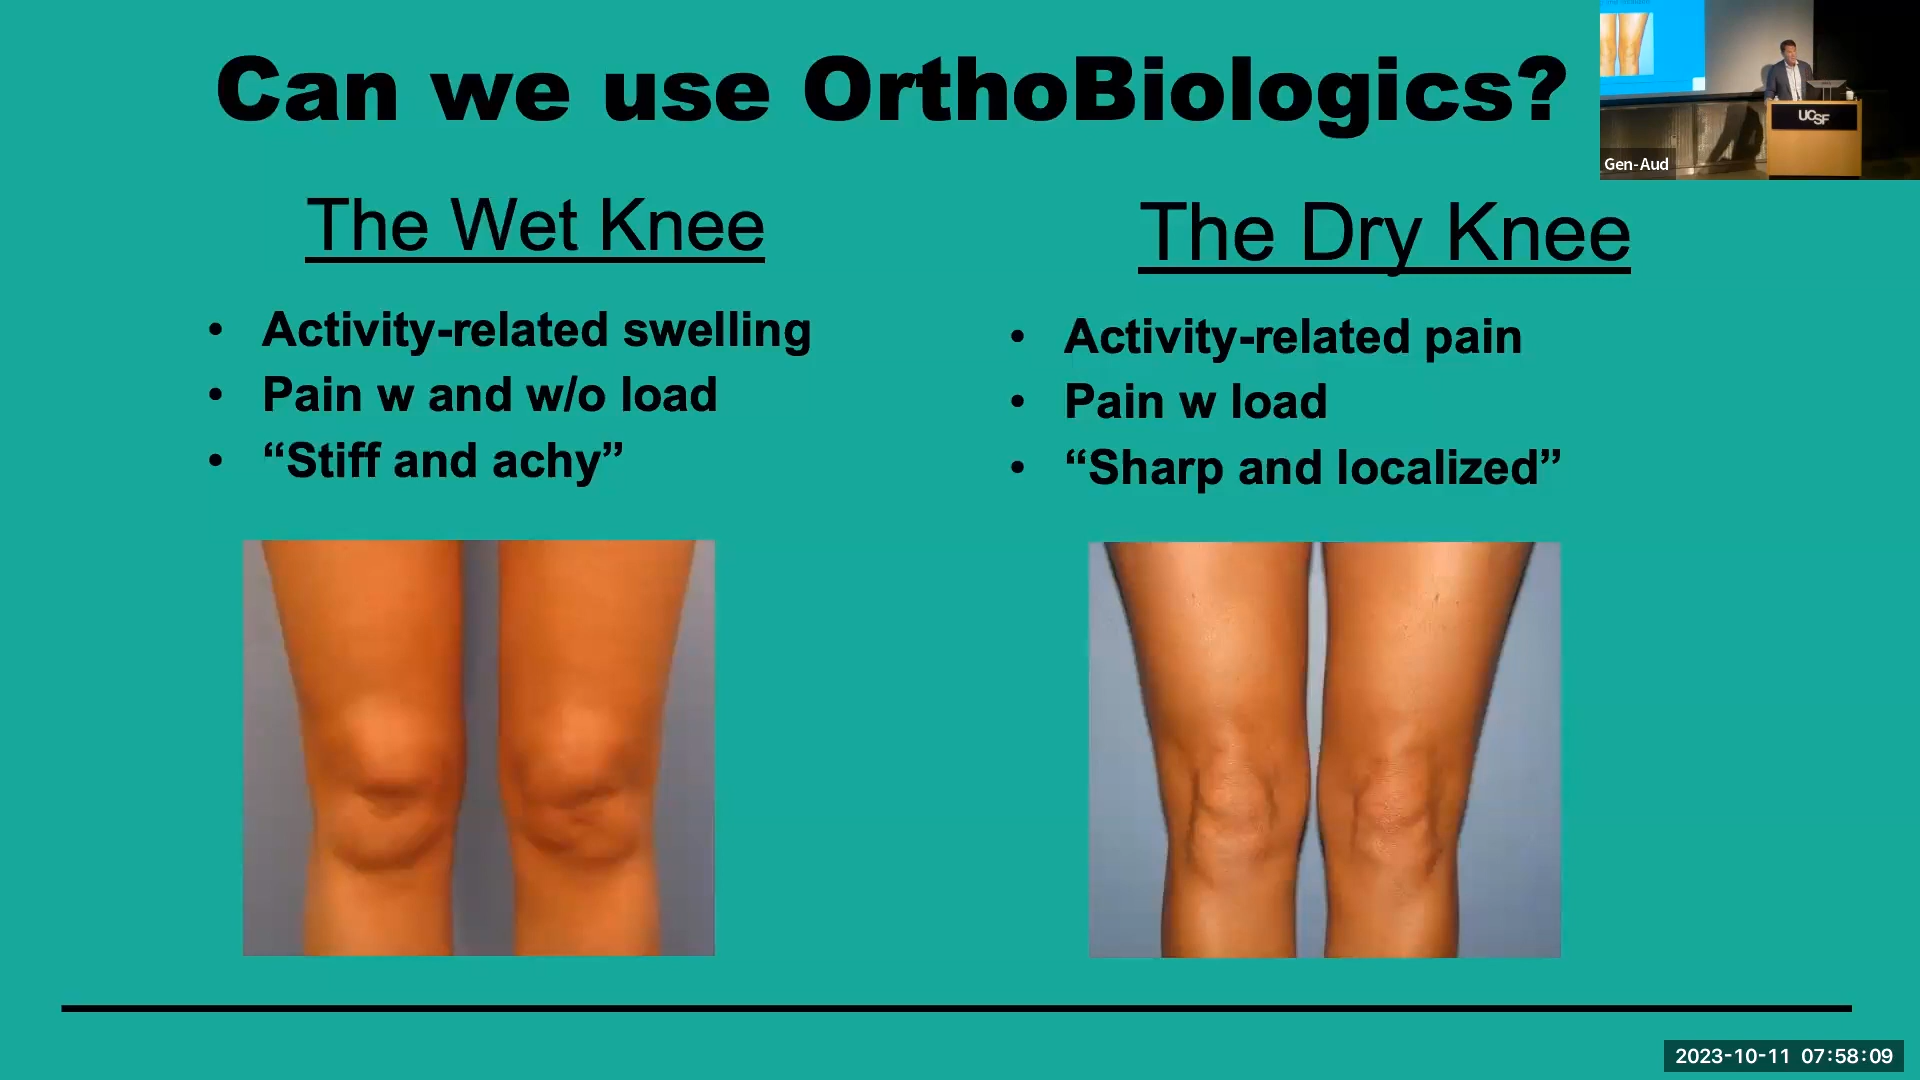 Can we use OrthoBiologics?
The Wet Knee
• Activity-related swelling
• Pain w and w/o load
• “Stiff and achy”
The Dry Knee
• Activity-related pain
• Pain w load
• “Sharp and localized”
UCSF
Gen-Aud
2023-10-11 07:58:09